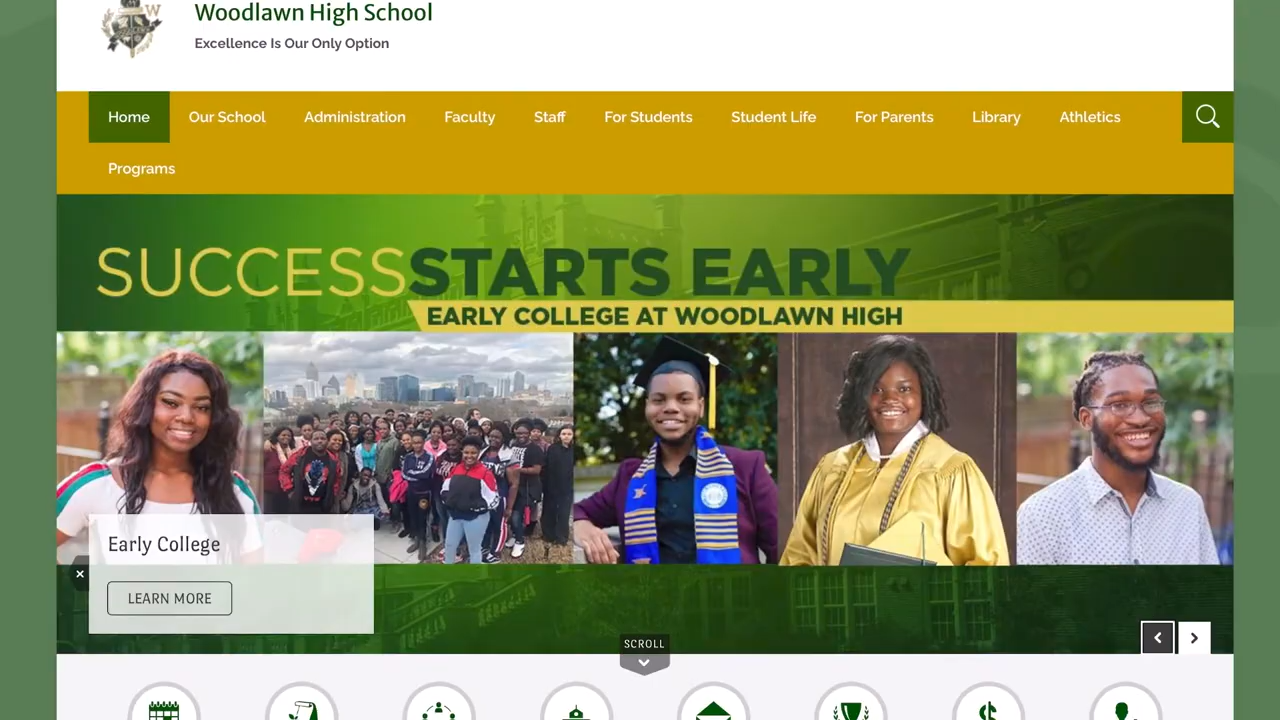 Woodlawn High School
Excellence Is Our Only Option
Home Our School Administration Faculty Staff For Students Student Life For Parents Library Athletics
Programs
SUCCESSSTARTS EARLY
EARLY COLLEGE AT WOODLAWN HIGH
Early College
LEARN MORE
SCROLL